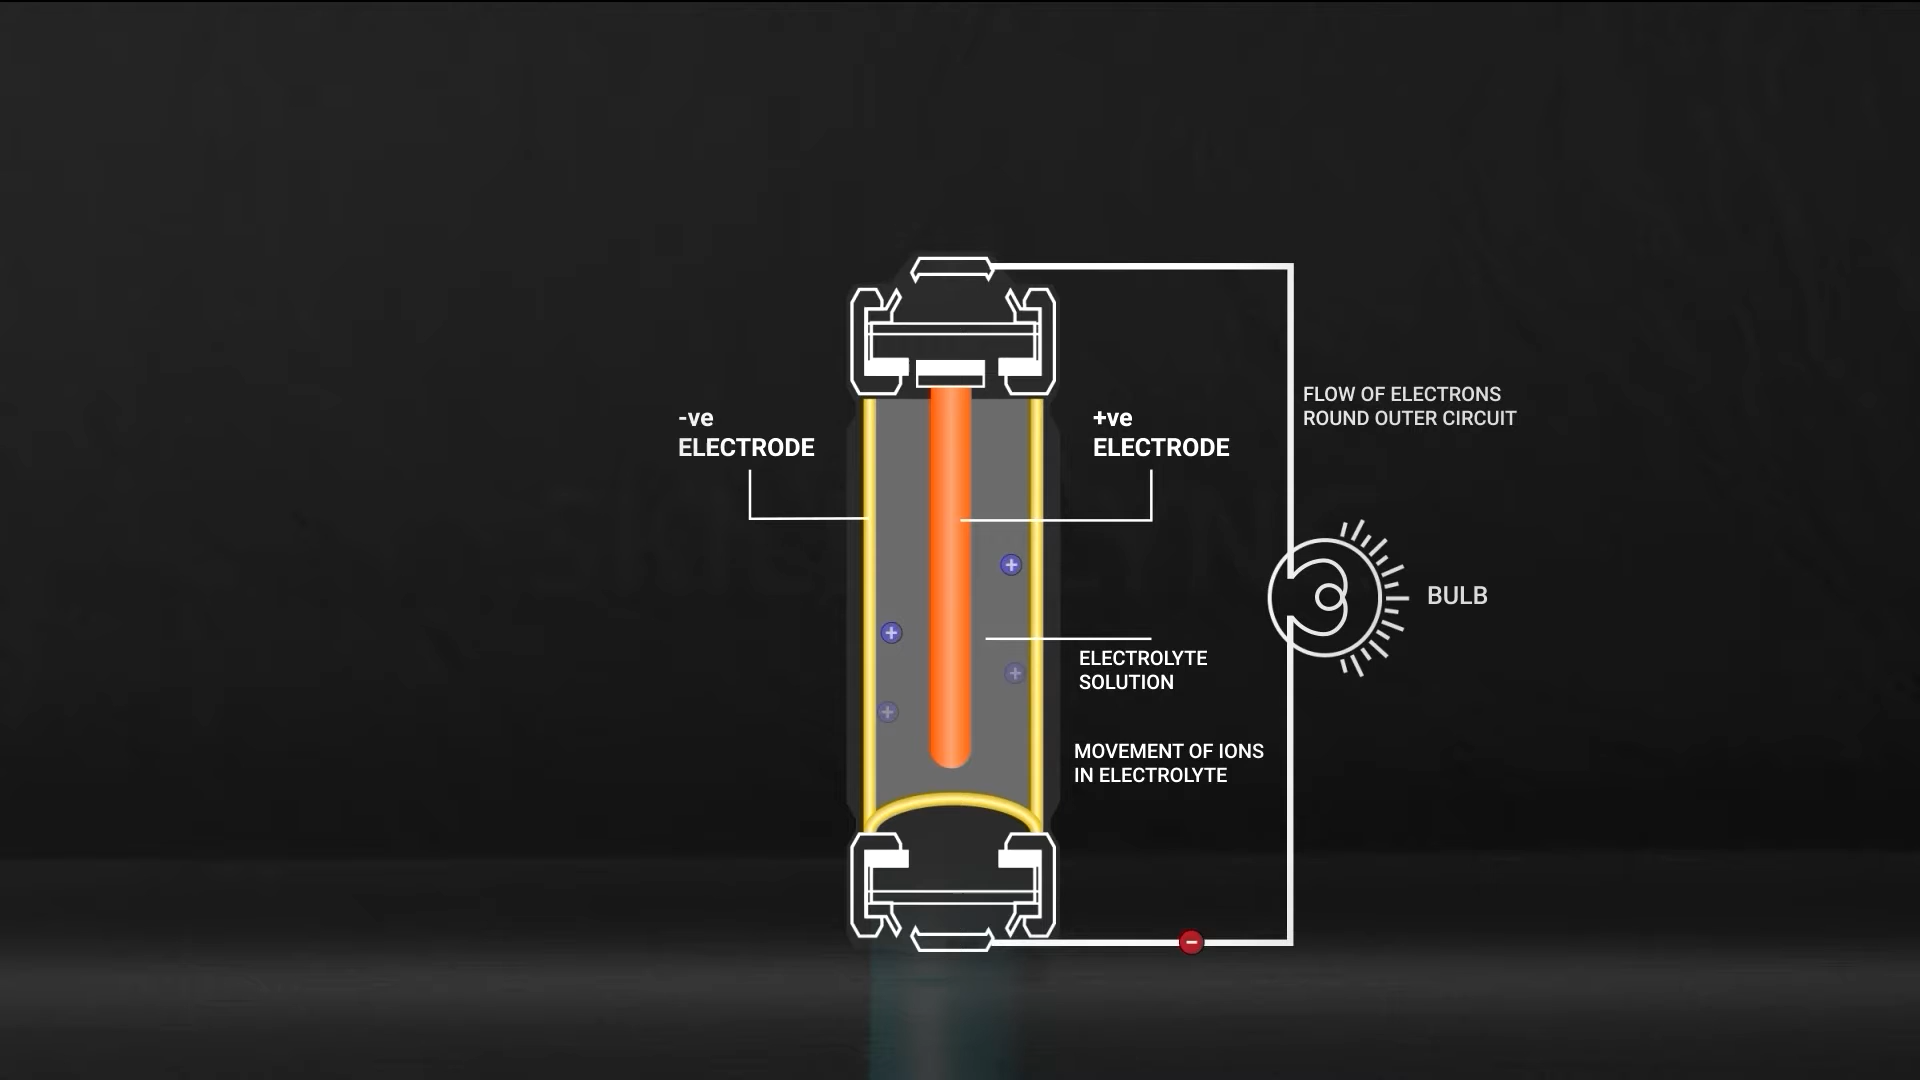 -ve
ELECTRODE
+ve
ELECTRODE
FLOW OF ELECTRONS
ROUND OUTER CIRCUIT
BULB
ELECTROLYTE
SOLUTION
MOVEMENT OF IONS
IN ELECTROLYTE